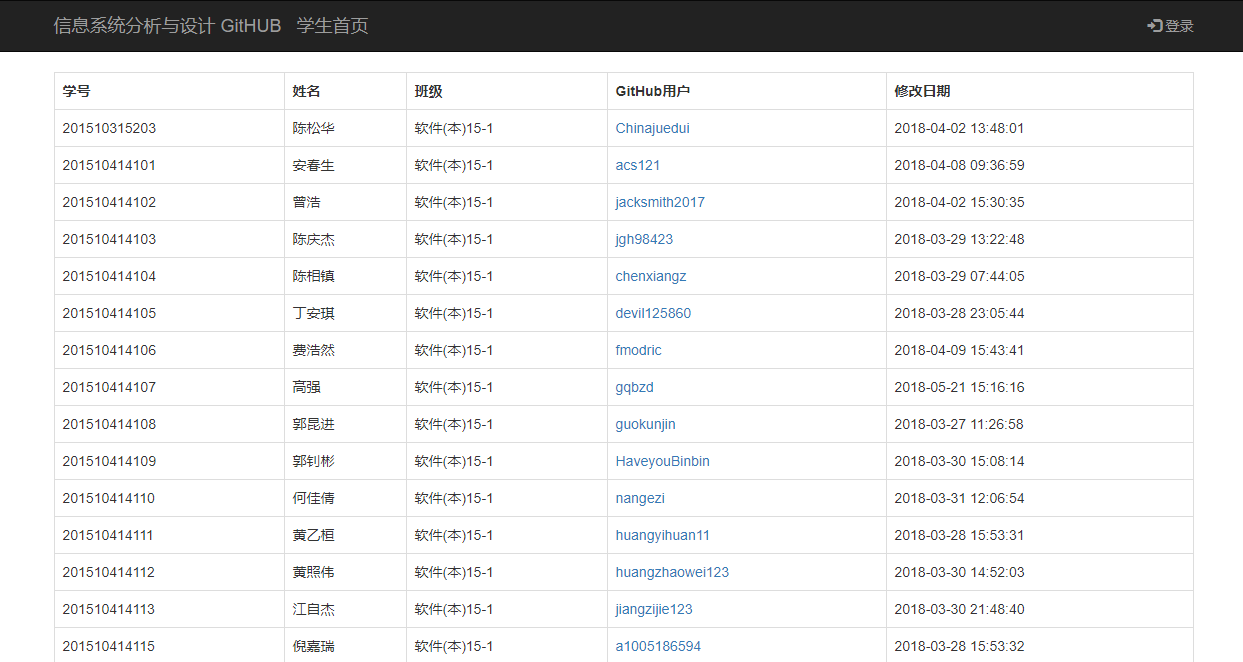 信息系统分析与设计 GitHUB 学生首页 登录
学号 姓名 班级 GitHub用户 修改日期
201510315203 陈松华 软件(本)15-1 Chinajuedui 2018-04-02 13:48:01
201510414101 安春生 软件(本)15-1 acs121 2018-04-08 09:36:59
201510414102 曾浩 软件(本)15-1 jacksmith2017 2018-04-02 15:30:35
201510414103 陈庆杰 软件(本)15-1 jgh98423 2018-03-29 13:22:48
201510414104 陈相镇 软件(本)15-1 chenxiangz 2018-03-29 07:44:05
201510414105 丁安琪 软件(本)15-1 devil125860 2018-03-28 23:05:44
201510414106 费浩然 软件(本)15-1 fmodric 2018-04-09 15:43:41
201510414107 高强 软件(本)15-1 gqbzd 2018-05-21 15:16:16
201510414108 郭昆进 软件(本)15-1 guokunjin 2018-03-27 11:26:58
201510414109 郭钊彬 软件(本)15-1 HaveyouBinbin 2018-03-30 15:08:14
201510414110 何佳倩 软件(本)15-1 nangezi 2018-03-31 12:06:54
201510414111 黄乙桓 软件(本)15-1 huangyihuan11 2018-03-28 15:53:31
201510414112 黄照伟 软件(本)15-1 huangzhaowei123 2018-03-30 14:52:03
201510414113 江自杰 软件(本)15-1 jiangzijie123 2018-03-30 21:48:40
201510414115 倪嘉瑞 软件(本)15-1 a1005186594 2018-03-28 15:53:32